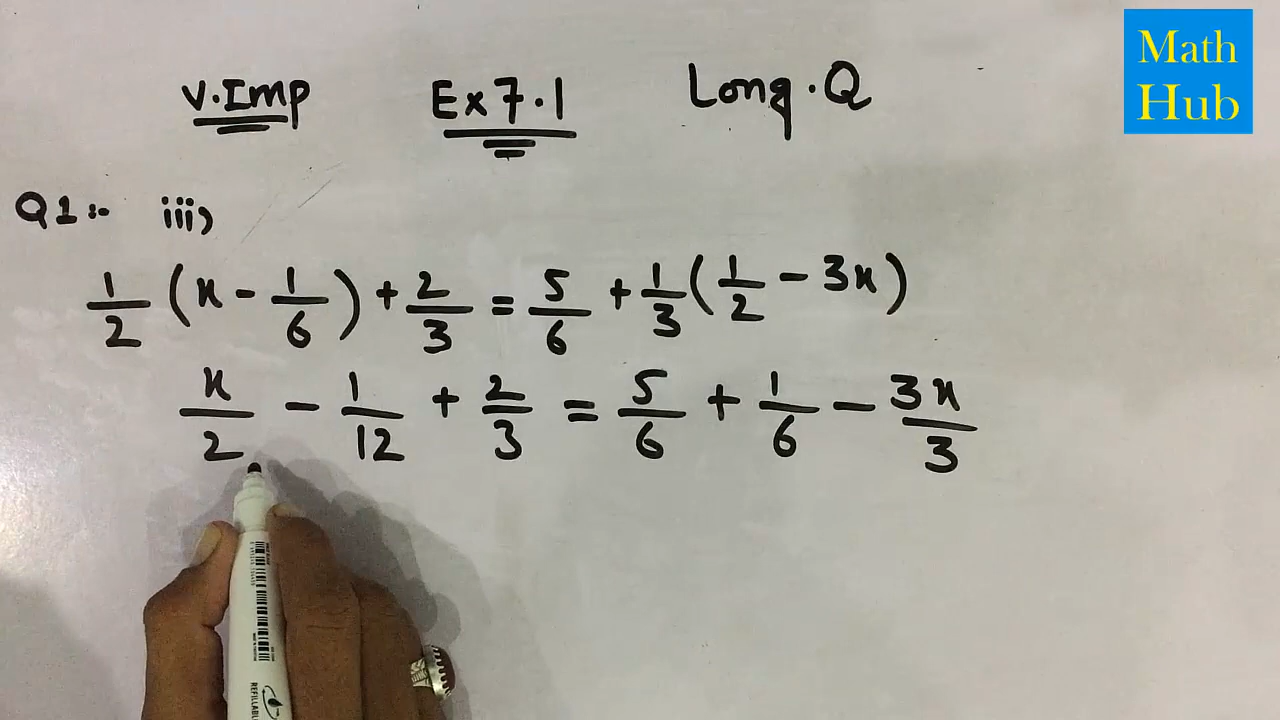 V.Imp Ex 7.1 Long.Q
Math
Hub
Q1:- iii,
1/2 (x - 1/6) + 2/3 = 5/6 + 1/3 (1/2 - 3x)
x/2 - 1/12 + 2/3 = 5/6 + 1/6 - 3x/3